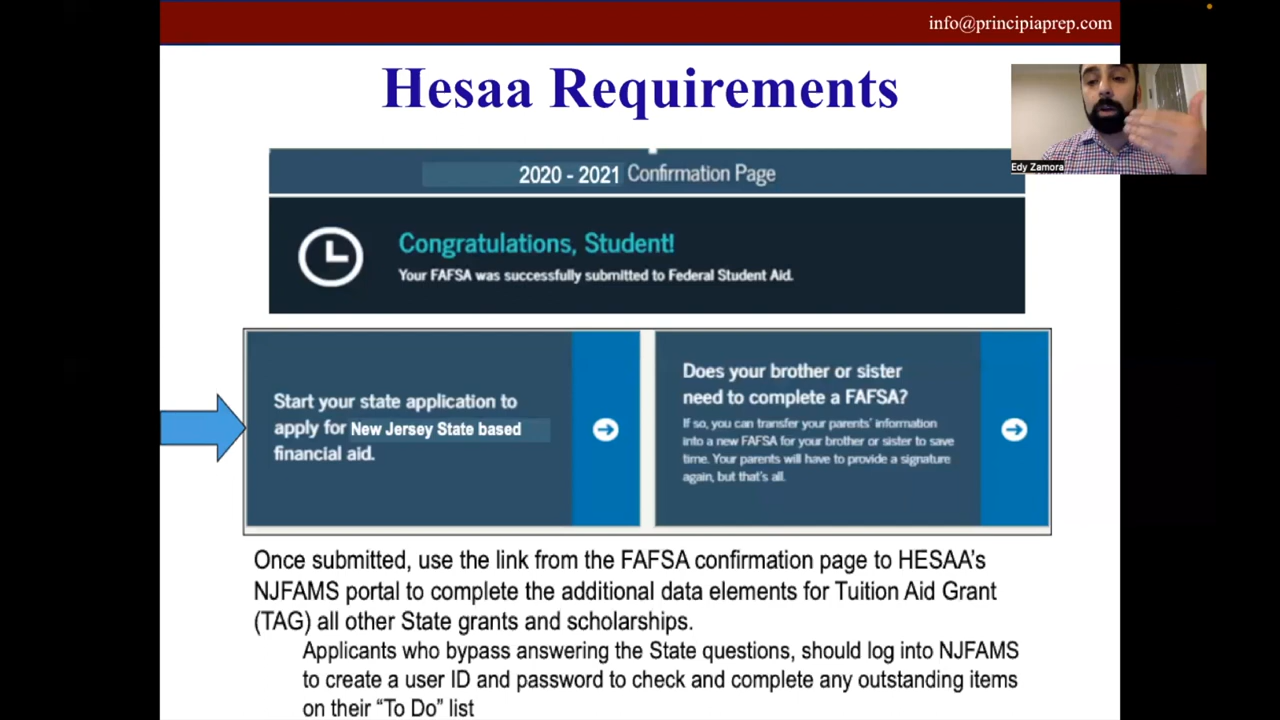 info@principiaprep.com
Hesaa Requirements
Edy Zamora
2020 - 2021 Confirmation Page
Congratulations, Student!
Your FAFSA was successfully submitted to Federal Student Aid.
Start your state application to
apply for New Jersey State based
financial aid.
Does your brother or sister
need to complete a FAFSA?
If so, you can transfer your parents' information
into a new FAFSA for your brother or sister to save
time. Your parents will have to provide a signature
again, but that's all.
Once submitted, use the link from the FAFSA confirmation page to HESAA's
NJFAMS portal to complete the additional data elements for Tuition Aid Grant
(TAG) all other State grants and scholarships.
Applicants who bypass answering the State questions, should log into NJFAMS
to create a user ID and password to check and complete any outstanding items
on their “To Do” list